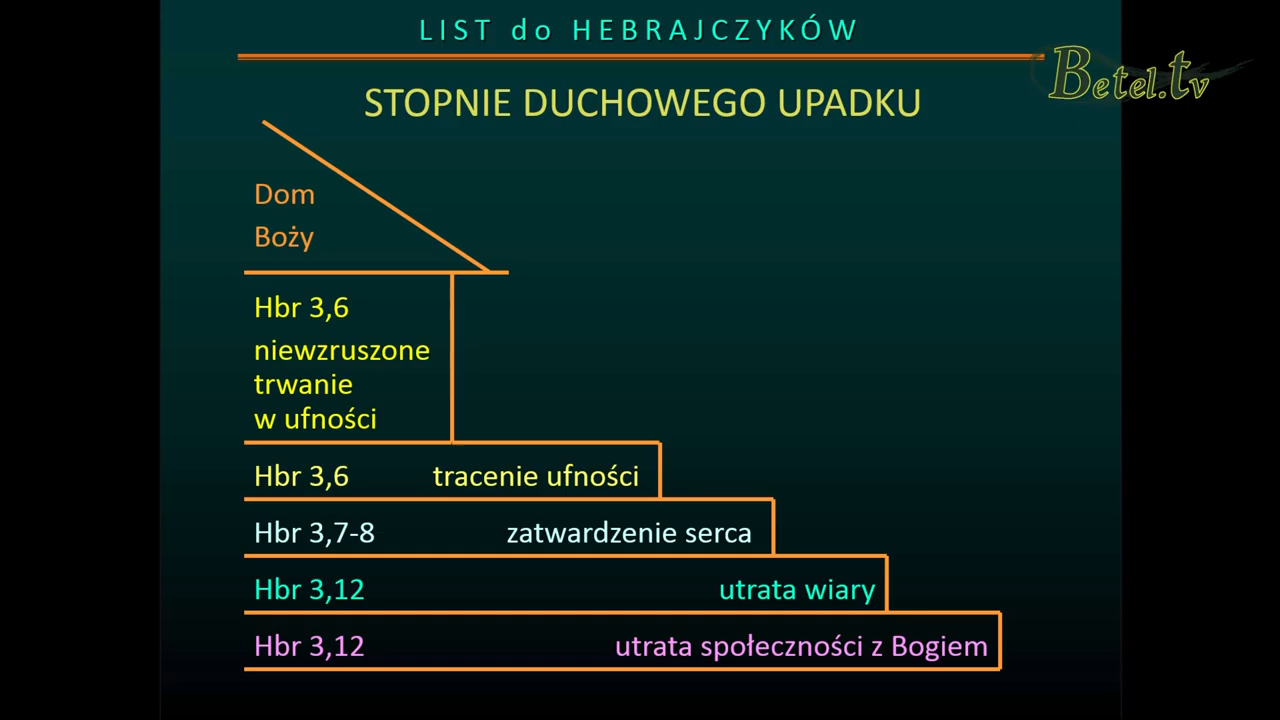 LIST do HEBRAJCZYKÓW
Betel.tv
STOPNIE DUCHOWEGO UPADKU
Dom
Boży
Hbr 3,6
niewzruszone
trwanie
w ufności
Hbr 3,6 tracenie ufności
Hbr 3,7-8 zatwardzenie serca
Hbr 3,12 utrata wiary
Hbr 3,12 utrata społeczności z Bogiem